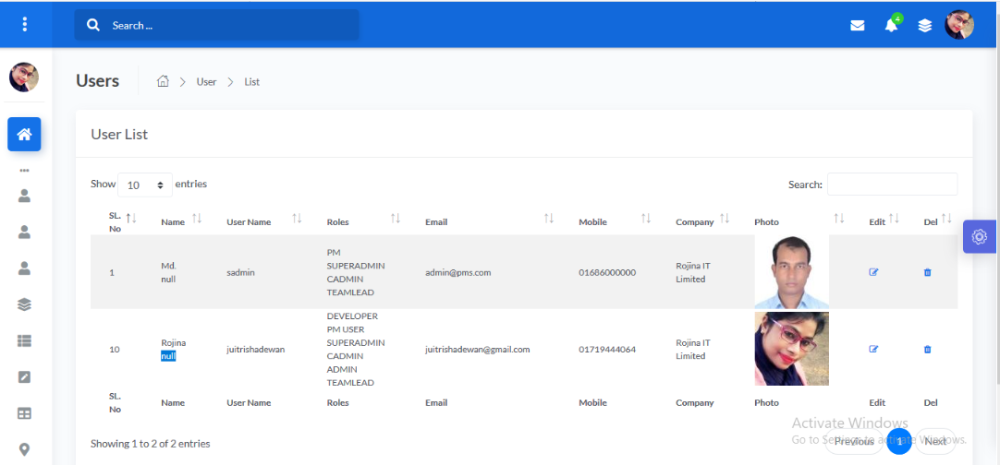 Search ...
4
Users
User
List
User List
Show 10 entries
Search:
SL. No Name User Name Roles Email Mobile Company Photo Edit Del
1 Md. null sadmin PM SUPERADMIN CADMIN TEAMLEAD admin@pms.com 01686000000 Rojina IT Limited
10 Rojina null juitrishadewan DEVELOPER PM USER SUPERADMIN CADMIN ADMIN TEAMLEAD juitrishadewan@gmail.com 01719444064 Rojina IT Limited
SL. No Name User Name Roles Email Mobile Company Photo Edit Del
Showing 1 to 2 of 2 entries
Previous 1 Next
Activate Windows
Go to Settings to activate Windows.